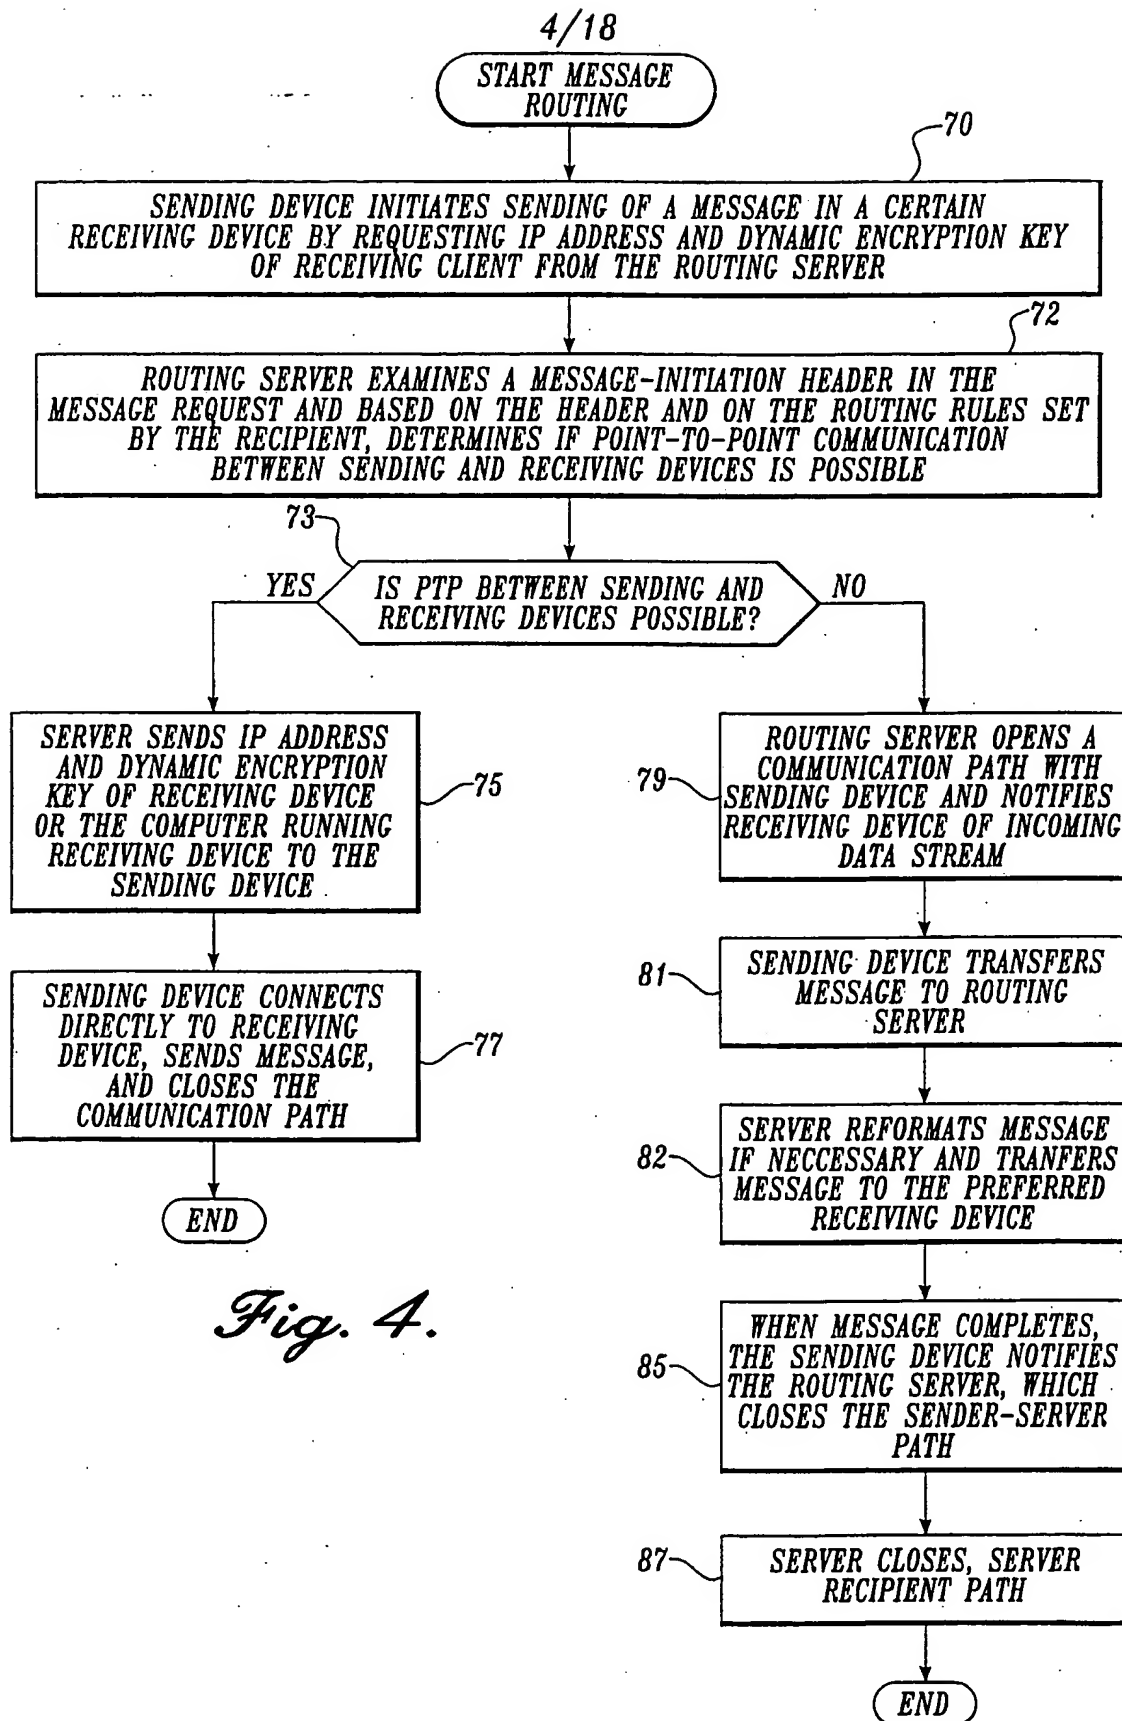 4/18
START MESSAGE
ROUTING
70
SENDING DEVICE INITIATES SENDING OF A MESSAGE IN A CERTAIN
RECEIVING DEVICE BY REQUESTING IP ADDRESS AND DYNAMIC ENCRYPTION KEY
OF RECEIVING CLIENT FROM THE ROUTING SERVER
72
ROUTING SERVER EXAMINES A MESSAGE-INITIATION HEADER IN THE
MESSAGE REQUEST AND BASED ON THE HEADER AND ON THE ROUTING RULES SET
BY THE RECIPIENT, DETERMINES IF POINT-TO-POINT COMMUNICATION
BETWEEN SENDING AND RECEIVING DEVICES IS POSSIBLE
73
YES
IS PTP BETWEEN SENDING AND
RECEIVING DEVICES POSSIBLE?
NO
SERVER SENDS IP ADDRESS
AND DYNAMIC ENCRYPTION
KEY OF RECEIVING DEVICE
OR THE COMPUTER RUNNING
RECEIVING DEVICE TO THE
SENDING DEVICE
75
SENDING DEVICE CONNECTS
DIRECTLY TO RECEIVING
DEVICE, SENDS MESSAGE,
AND CLOSES THE
COMMUNICATION PATH
77
END
79
ROUTING SERVER OPENS A
COMMUNICATION PATH WITH
SENDING DEVICE AND NOTIFIES
RECEIVING DEVICE OF INCOMING
DATA STREAM
81
SENDING DEVICE TRANSFERS
MESSAGE TO ROUTING
SERVER
82
SERVER REFORMATS MESSAGE
IF NECCESSARY AND TRANFERS
MESSAGE TO THE PREFERRED
RECEIVING DEVICE
85
WHEN MESSAGE COMPLETES,
THE SENDING DEVICE NOTIFIES
THE ROUTING SERVER, WHICH
CLOSES THE SENDER-SERVER
PATH
87
SERVER CLOSES, SERVER
RECIPIENT PATH
END
Fig. 4.